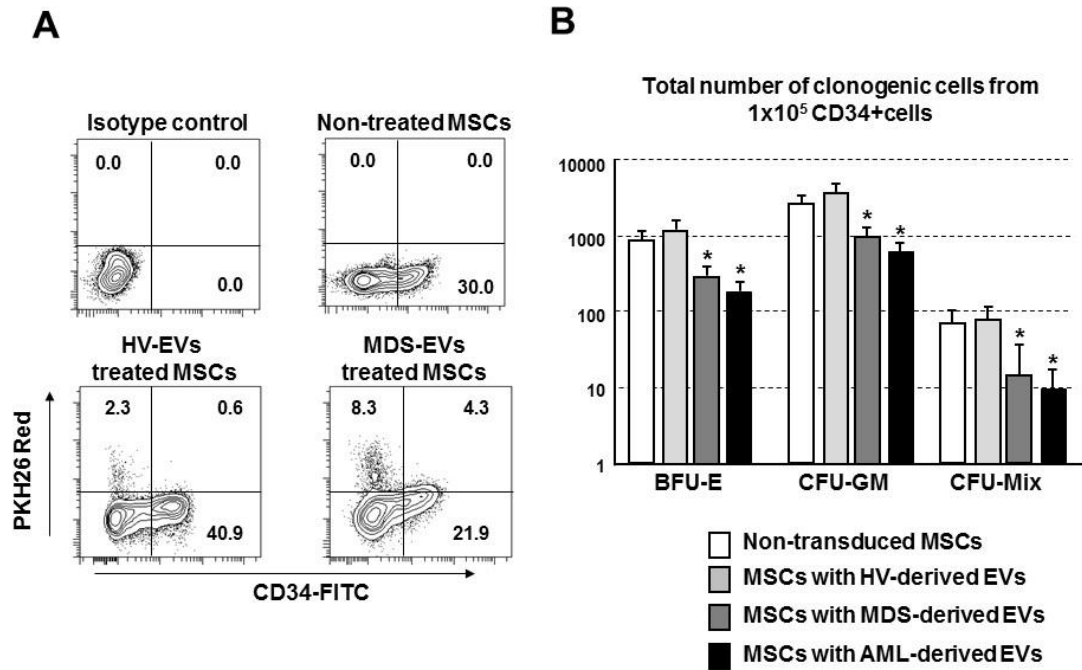 A
Isotype control
0.0
0.0
0.0
Non-treated MSCs
0.0
0.0
30.0
HV-EVs
treated MSCs
2.3
0.6
40.9
MDS-EVs
treated MSCs
8.3
4.3
21.9
PKH26 Red
CD34-FITC
B
Total number of clonogenic cells from
1x10⁵ CD34+cells
10000
1000
100
10
1
*
*
*
*
*
*
BFU-E
CFU-GM
CFU-Mix
Non-transduced MSCs
MSCs with HV-derived EVs
MSCs with MDS-derived EVs
MSCs with AML-derived EVs